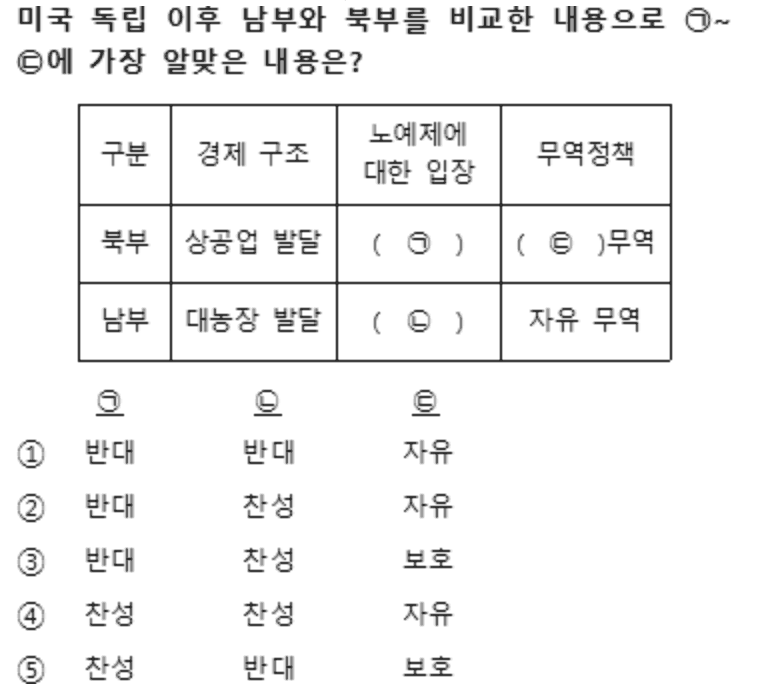 미국 독립 이후 남부와 북부를 비교한 내용으로 ㉠~
㉢에 가장 알맞은 내용은?
구분 경제 구조 노예제에 대한 입장 무역정책
북부 상공업 발달 ( ㉠ ) ( ㉢ )무역
남부 대농장 발달 ( ㉡ ) 자유 무역
㉠ ㉡ ㉢
① 반대 반대 자유
② 반대 찬성 자유
③ 반대 찬성 보호
④ 찬성 찬성 자유
⑤ 찬성 반대 보호